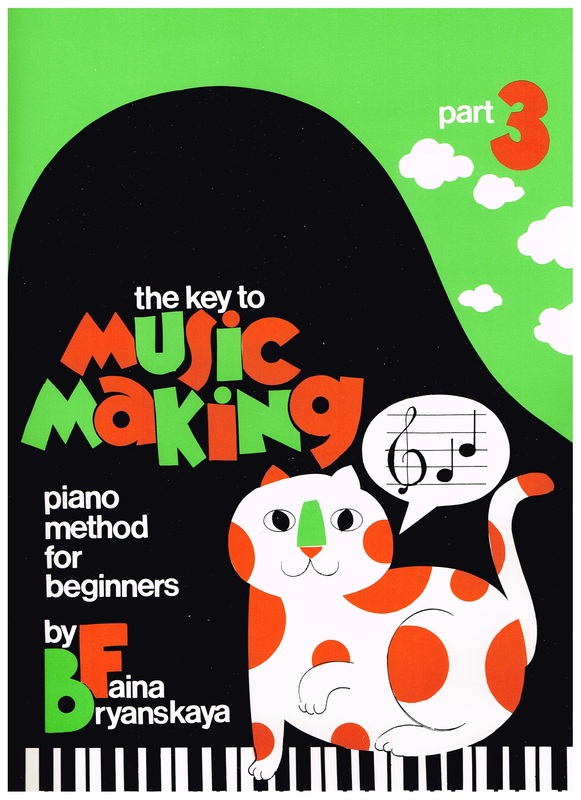 part 3
the key to
Music
Making
piano
method
for
beginners
by
Faina
Bryanskaya